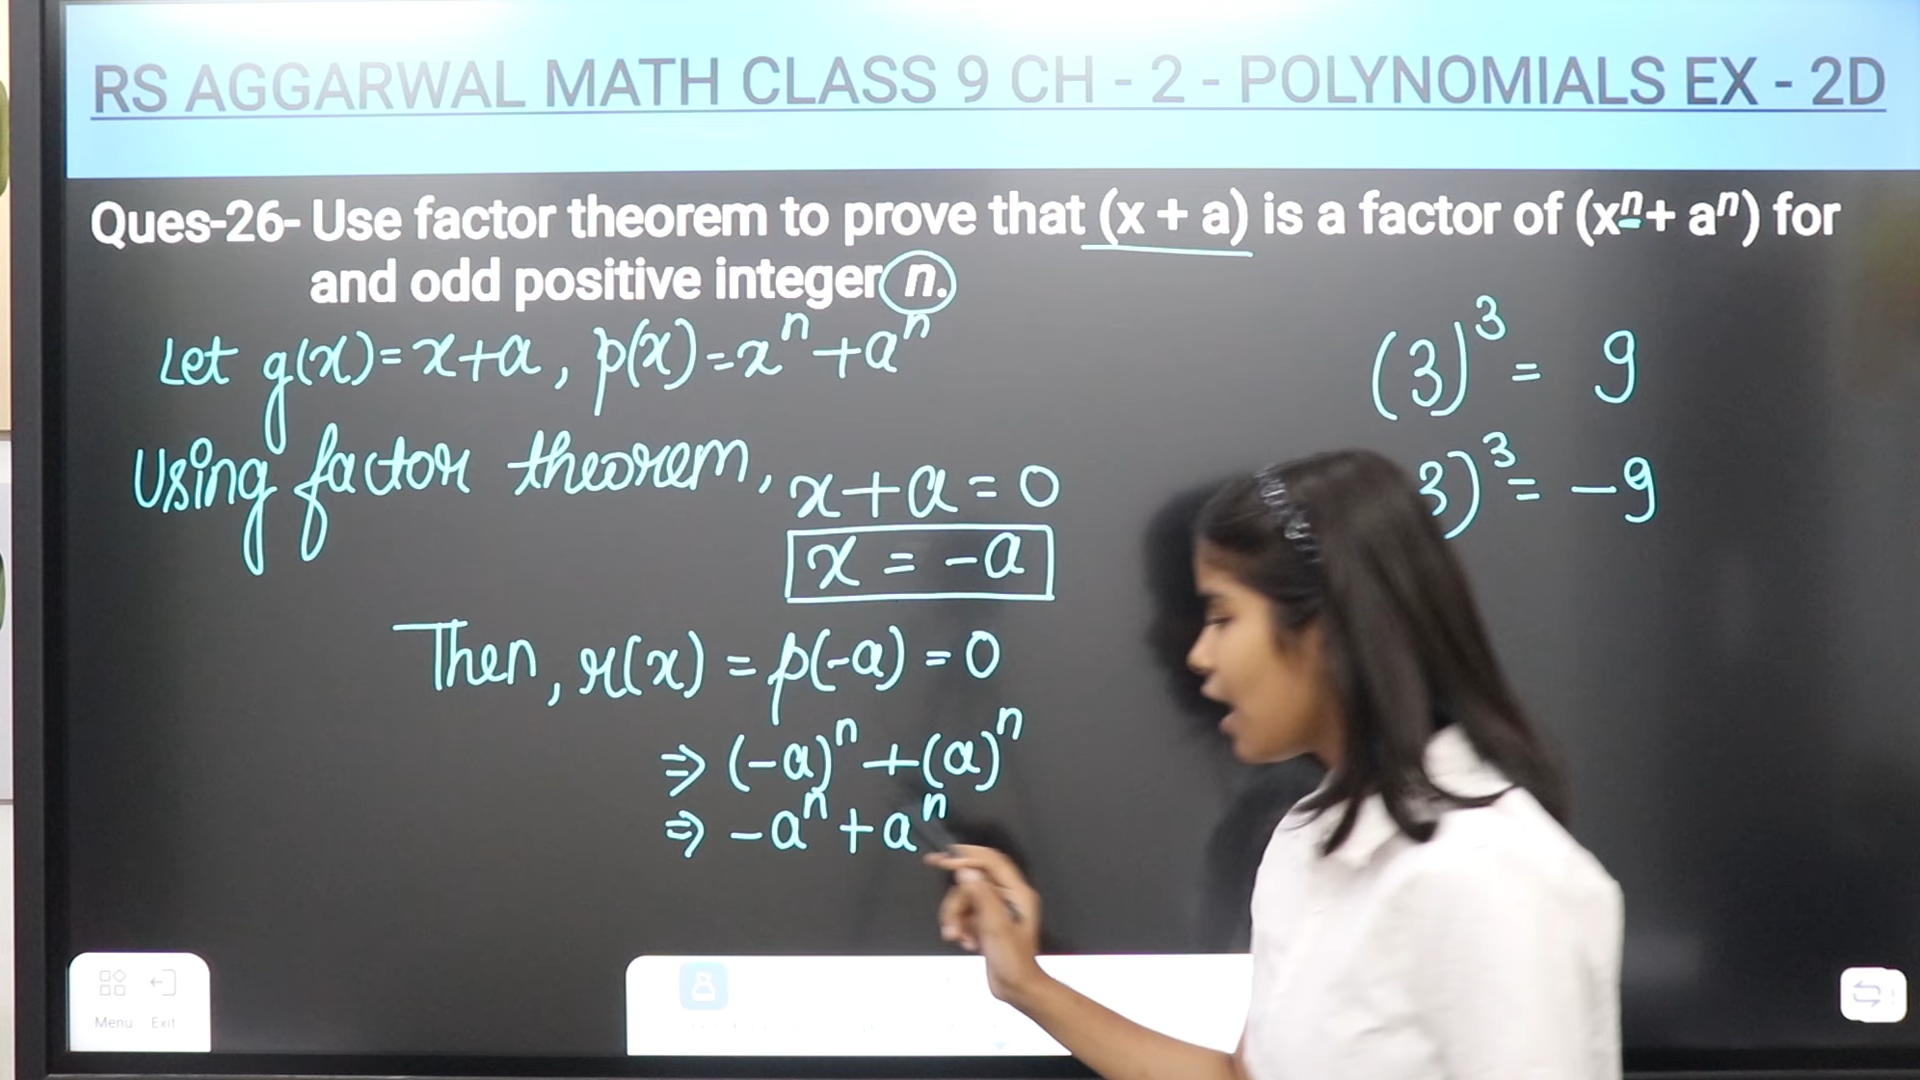 RS AGGARWAL MATH CLASS 9 CH - 2 - POLYNOMIALS EX - 2D
Ques-26- Use factor theorem to prove that (x + a) is a factor of (xⁿ+ aⁿ) for
and odd positive integer n.
Let g(x)=x+a, p(x)=xⁿ+aⁿ
Using factor theorem,
x+a=0
x = -a
Then, r(x) = p(-a) = 0
⇒ (-a)ⁿ+(a)ⁿ
⇒ -aⁿ+aⁿ
(3)³ = 9
3)³ = -9
Menu Exit